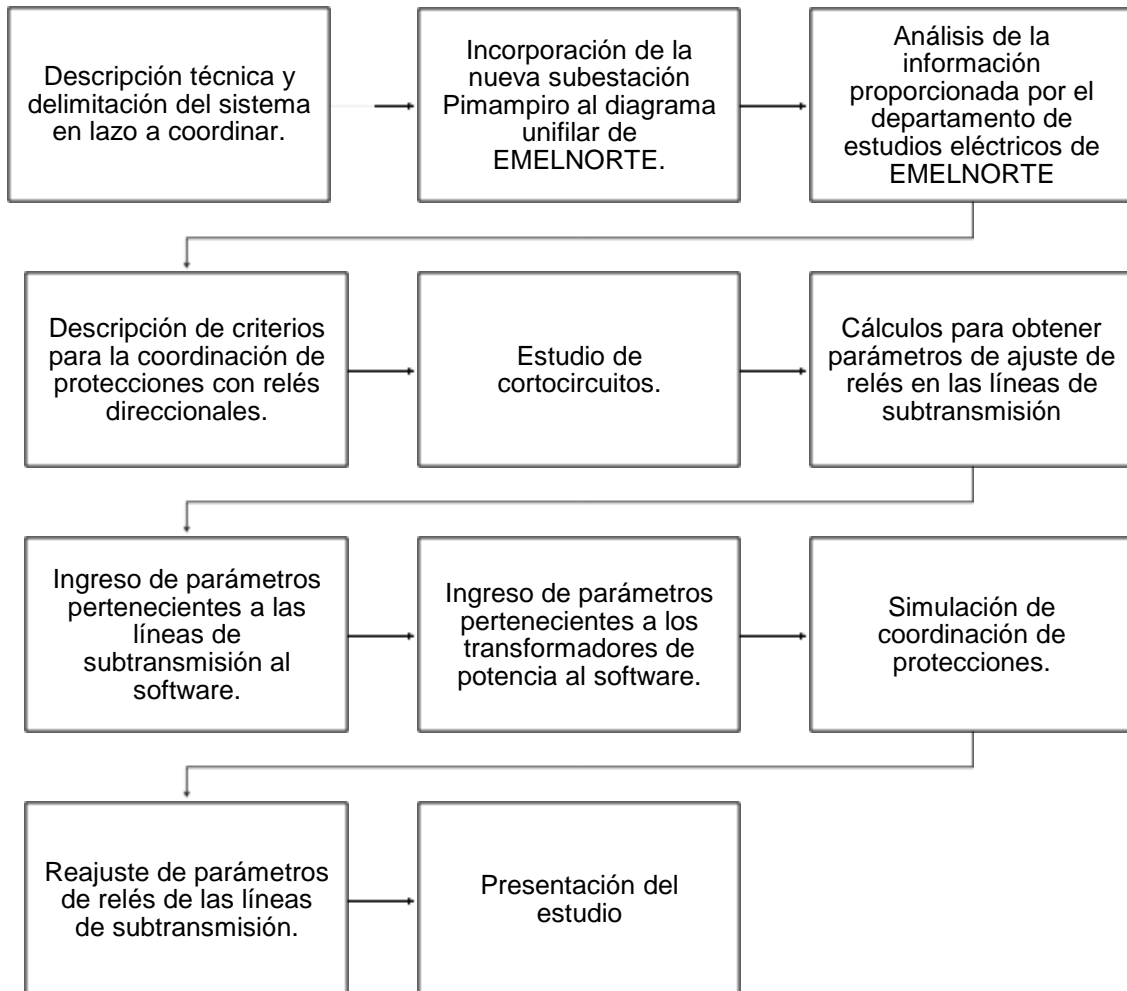 Descripción técnica y
delimitación del sistema
en lazo a coordinar.
Incorporación de la
nueva subestación
Pimampiro al diagrama
unifilar de
EMELNORTE.
Análisis de la
información
proporcionada por el
departamento de
estudios eléctricos de
EMELNORTE
Descripción de criterios
para la coordinación de
protecciones con relés
direccionales.
Estudio de
cortocircuitos.
Cálculos para obtener
parámetros de ajuste de
relés en las líneas de
subtransmisión
Ingreso de parámetros
pertenecientes a las
líneas de
subtransmisión al
software.
Ingreso de parámetros
pertenecientes a los
transformadores de
potencia al software.
Simulación de
coordinación de
protecciones.
Reajuste de parámetros
de relés de las líneas
de subtransmisión.
Presentación del
estudio